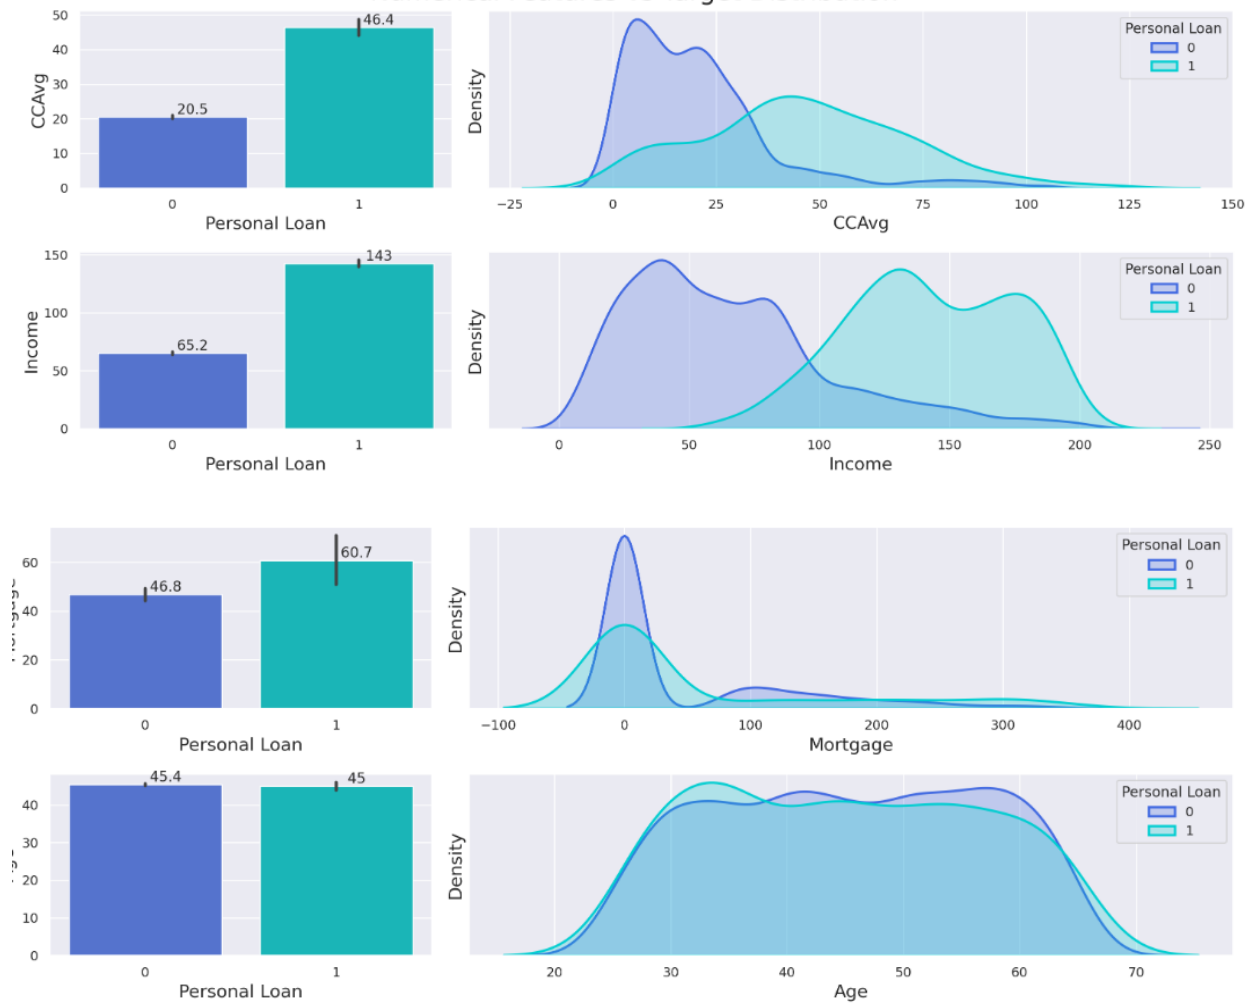 50
40
30
20
10
0
CCAvg
20.5
46.4
0 1
Personal Loan
Density
Personal Loan
0
1
−25 0 25 50 75 100 125 150
CCAvg
150
100
50
0
Income
65.2
143
0 1
Personal Loan
Density
Personal Loan
0
1
0 50 100 150 200 250
Income
60
40
20
0
46.8
60.7
0 1
Personal Loan
Density
Personal Loan
0
1
−100 0 100 200 300 400
Mortgage
40
30
20
10
0
45.4
45
0 1
Personal Loan
Density
Personal Loan
0
1
20 30 40 50 60 70
Age